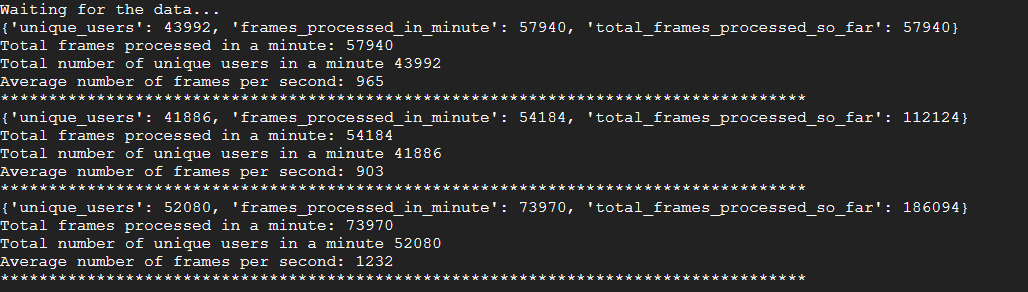 Waiting for the data...
{'unique_users': 43992, 'frames_processed_in_minute': 57940, 'total_frames_processed_so_far': 57940}
Total frames processed in a minute: 57940
Total number of unique users in a minute 43992
Average number of frames per second: 965
************************************************************************************
{'unique_users': 41886, 'frames_processed_in_minute': 54184, 'total_frames_processed_so_far': 112124}
Total frames processed in a minute: 54184
Total number of unique users in a minute 41886
Average number of frames per second: 903
************************************************************************************
{'unique_users': 52080, 'frames_processed_in_minute': 73970, 'total_frames_processed_so_far': 186094}
Total frames processed in a minute: 73970
Total number of unique users in a minute 52080
Average number of frames per second: 1232
************************************************************************************